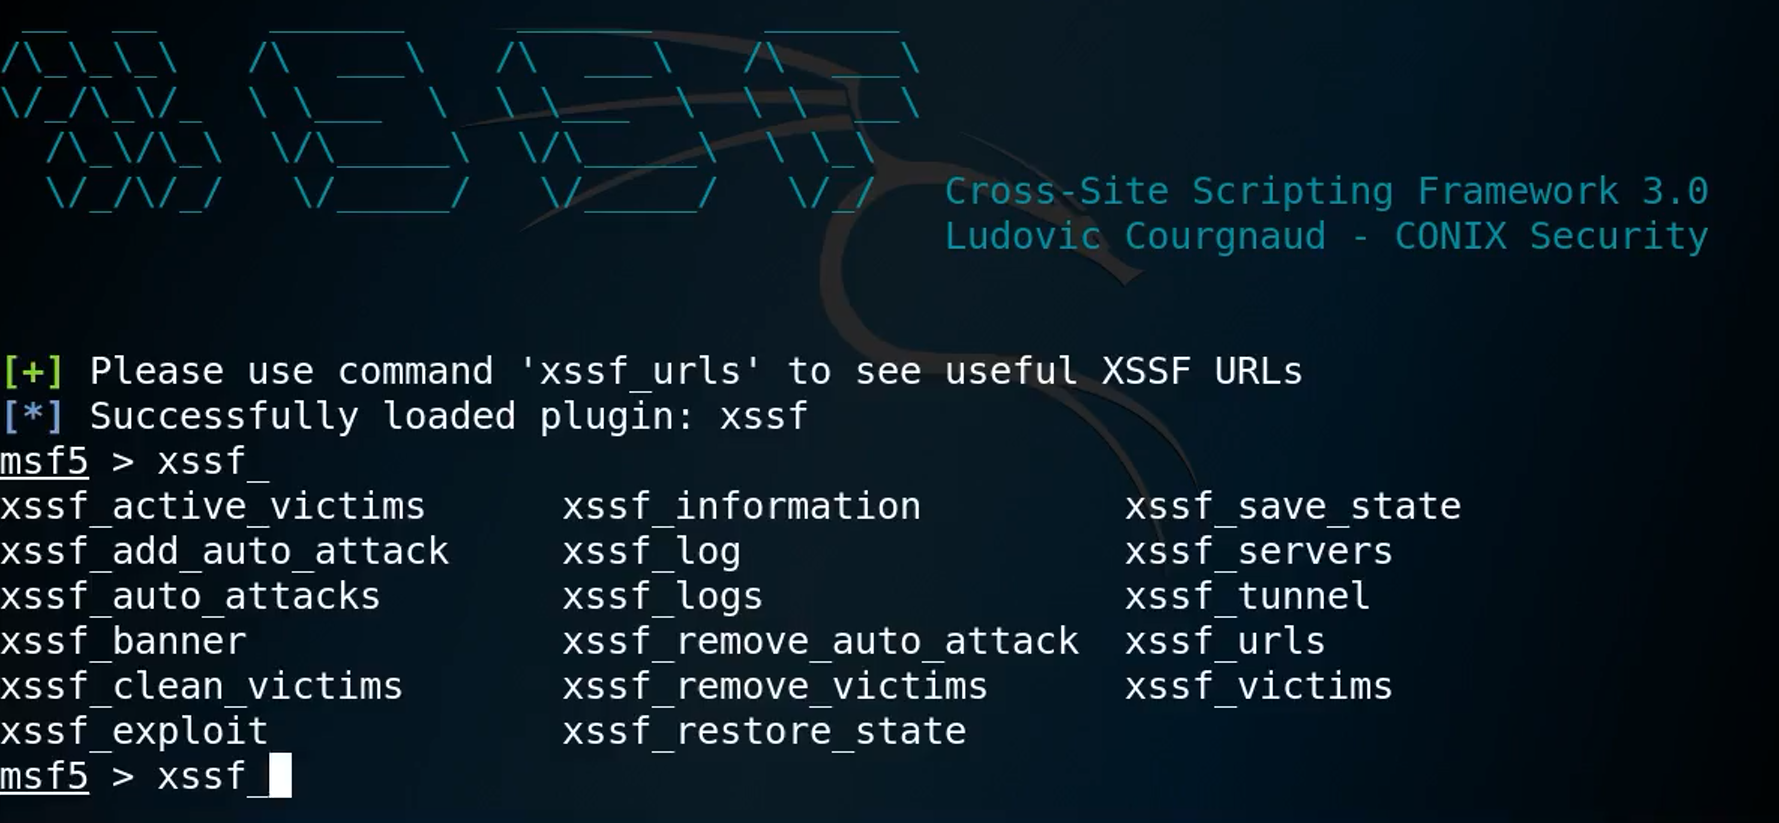 Cross-Site Scripting Framework 3.0
Ludovic Courgnaud - CONIX Security
[+] Please use command 'xssf_urls' to see useful XSSF URLs
[*] Successfully loaded plugin: xssf
msf5 > xssf_
xssf_active_victims xssf_information xssf_save_state
xssf_add_auto_attack xssf_log xssf_servers
xssf_auto_attacks xssf_logs xssf_tunnel
xssf_banner xssf_remove_auto_attack xssf_urls
xssf_clean_victims xssf_remove_victims xssf_victims
xssf_exploit xssf_restore_state
msf5 > xssf_